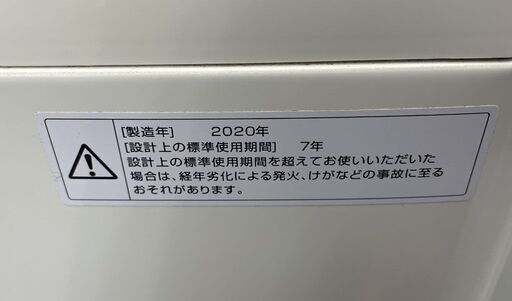 [製造年] 2020年
[設計上の標準使用期間] 7年
設計上の標準使用期間を超えてお使いいただいた
場合は、経年劣化による発火、けがなどの事故に至る
おそれがあります。